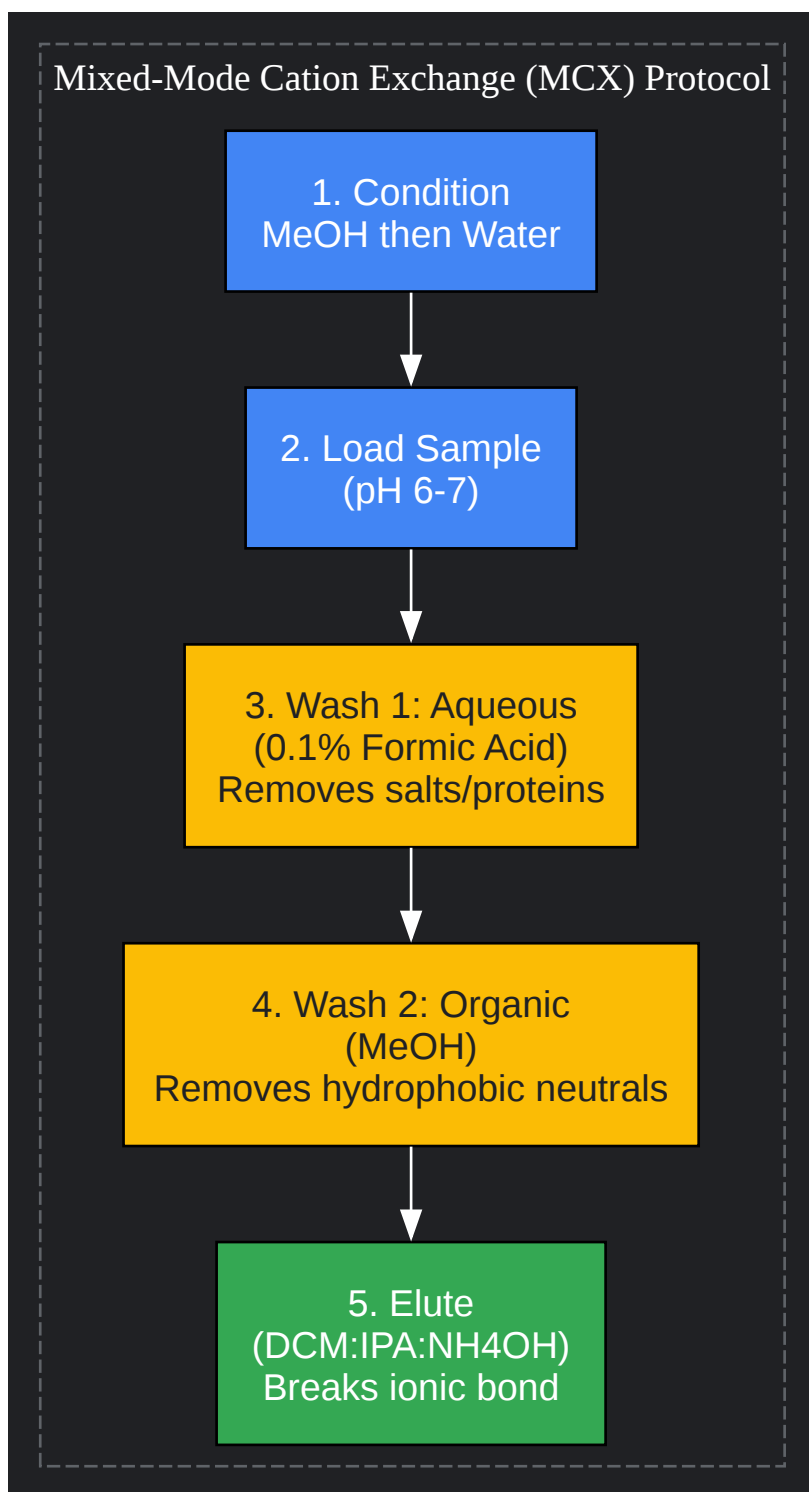 Mixed-Mode Cation Exchange (MCX) Protocol
1. Condition
MeOH then Water
2. Load Sample
(pH 6-7)
3. Wash 1: Aqueous
(0.1% Formic Acid)
Removes salts/proteins
4. Wash 2: Organic
(MeOH)
Removes hydrophobic neutrals
5. Elute
(DCM:IPA:NH4OH)
Breaks ionic bond